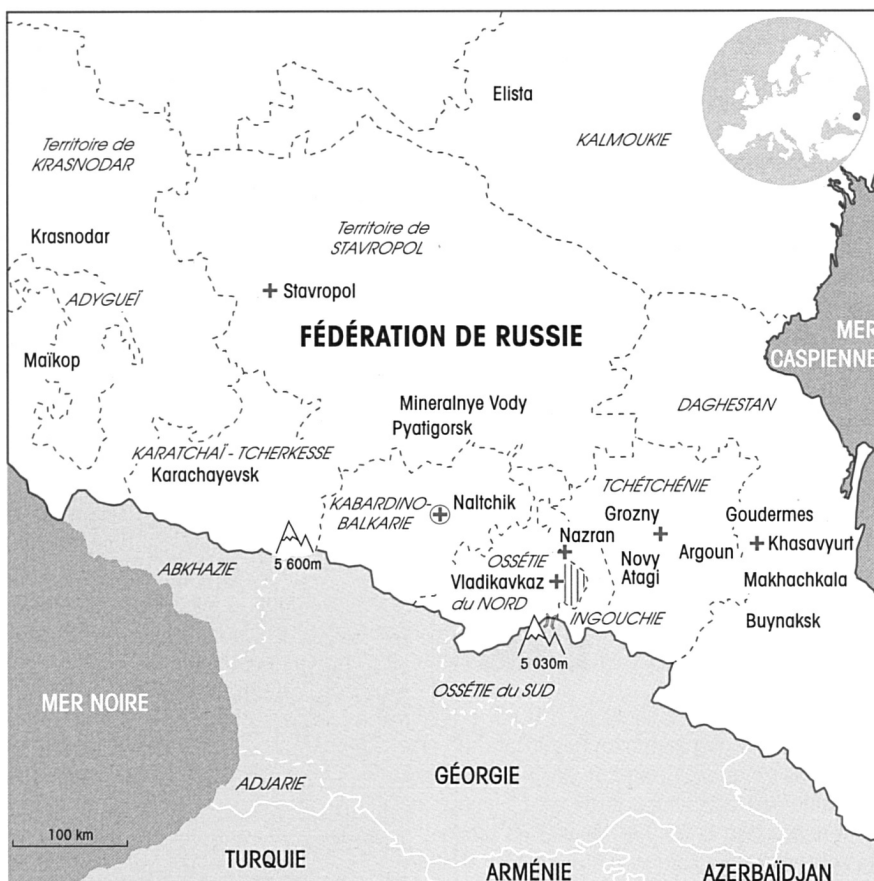 Elista
KALMOUKIE
Territoire de
KRASNODAR
Krasnodar
Territoire de
STAVROPOL
Stavropol
ADYGUEÏ
FÉDÉRATION DE RUSSIE
MER
CASPIENNE
Maïkop
Mineralnye Vody
Pyatigorsk
DAGHESTAN
KARATCHAÏ - TCHERKESSE
Karachayevsk
KABARDINO-
BALKARIE
Naltchik
TCHÉTCHÉNIE
Grozny
Goudermes
Nazran
Khasavyurt
Novy
Atagi
Argoun
OSSÉTIE
Vladikavkaz
du NORD
Makhachkala
INGOUCHIE
Buynaksk
5 600m
ABKHAZIE
5 030m
OSSÉTIE du SUD
MER NOIRE
GÉORGIE
ADJARIE
100 km
TURQUIE
ARMÉNIE
AZERBAÏDJAN